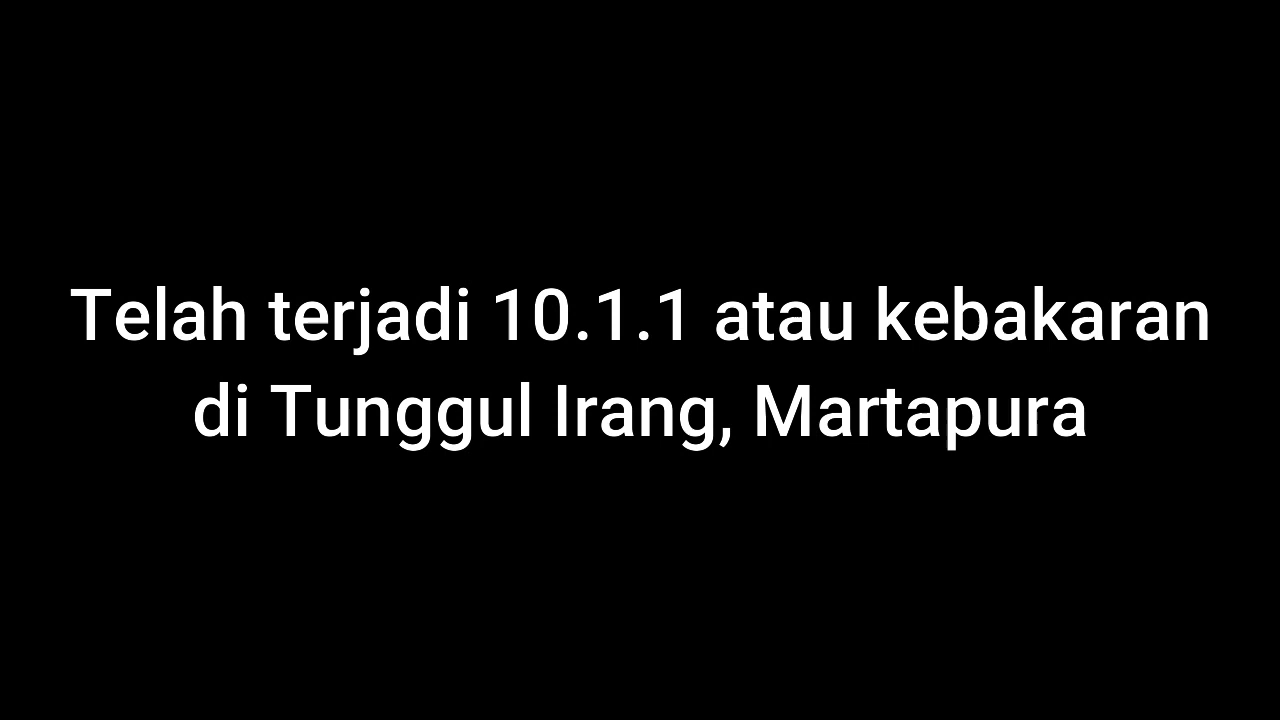 Telah terjadi 10.1.1 atau kebakaran
di Tunggul Irang, Martapura